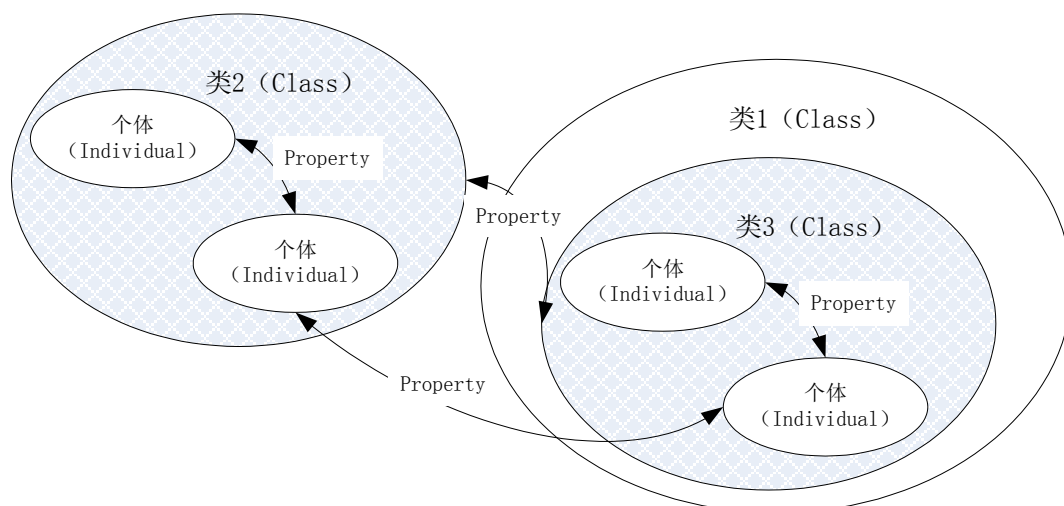 类2（Class）
个体
（Individual）
Property
个体
（Individual）
Property
类1（Class）
类3（Class）
个体
（Individual）
Property
个体
（Individual）
Property